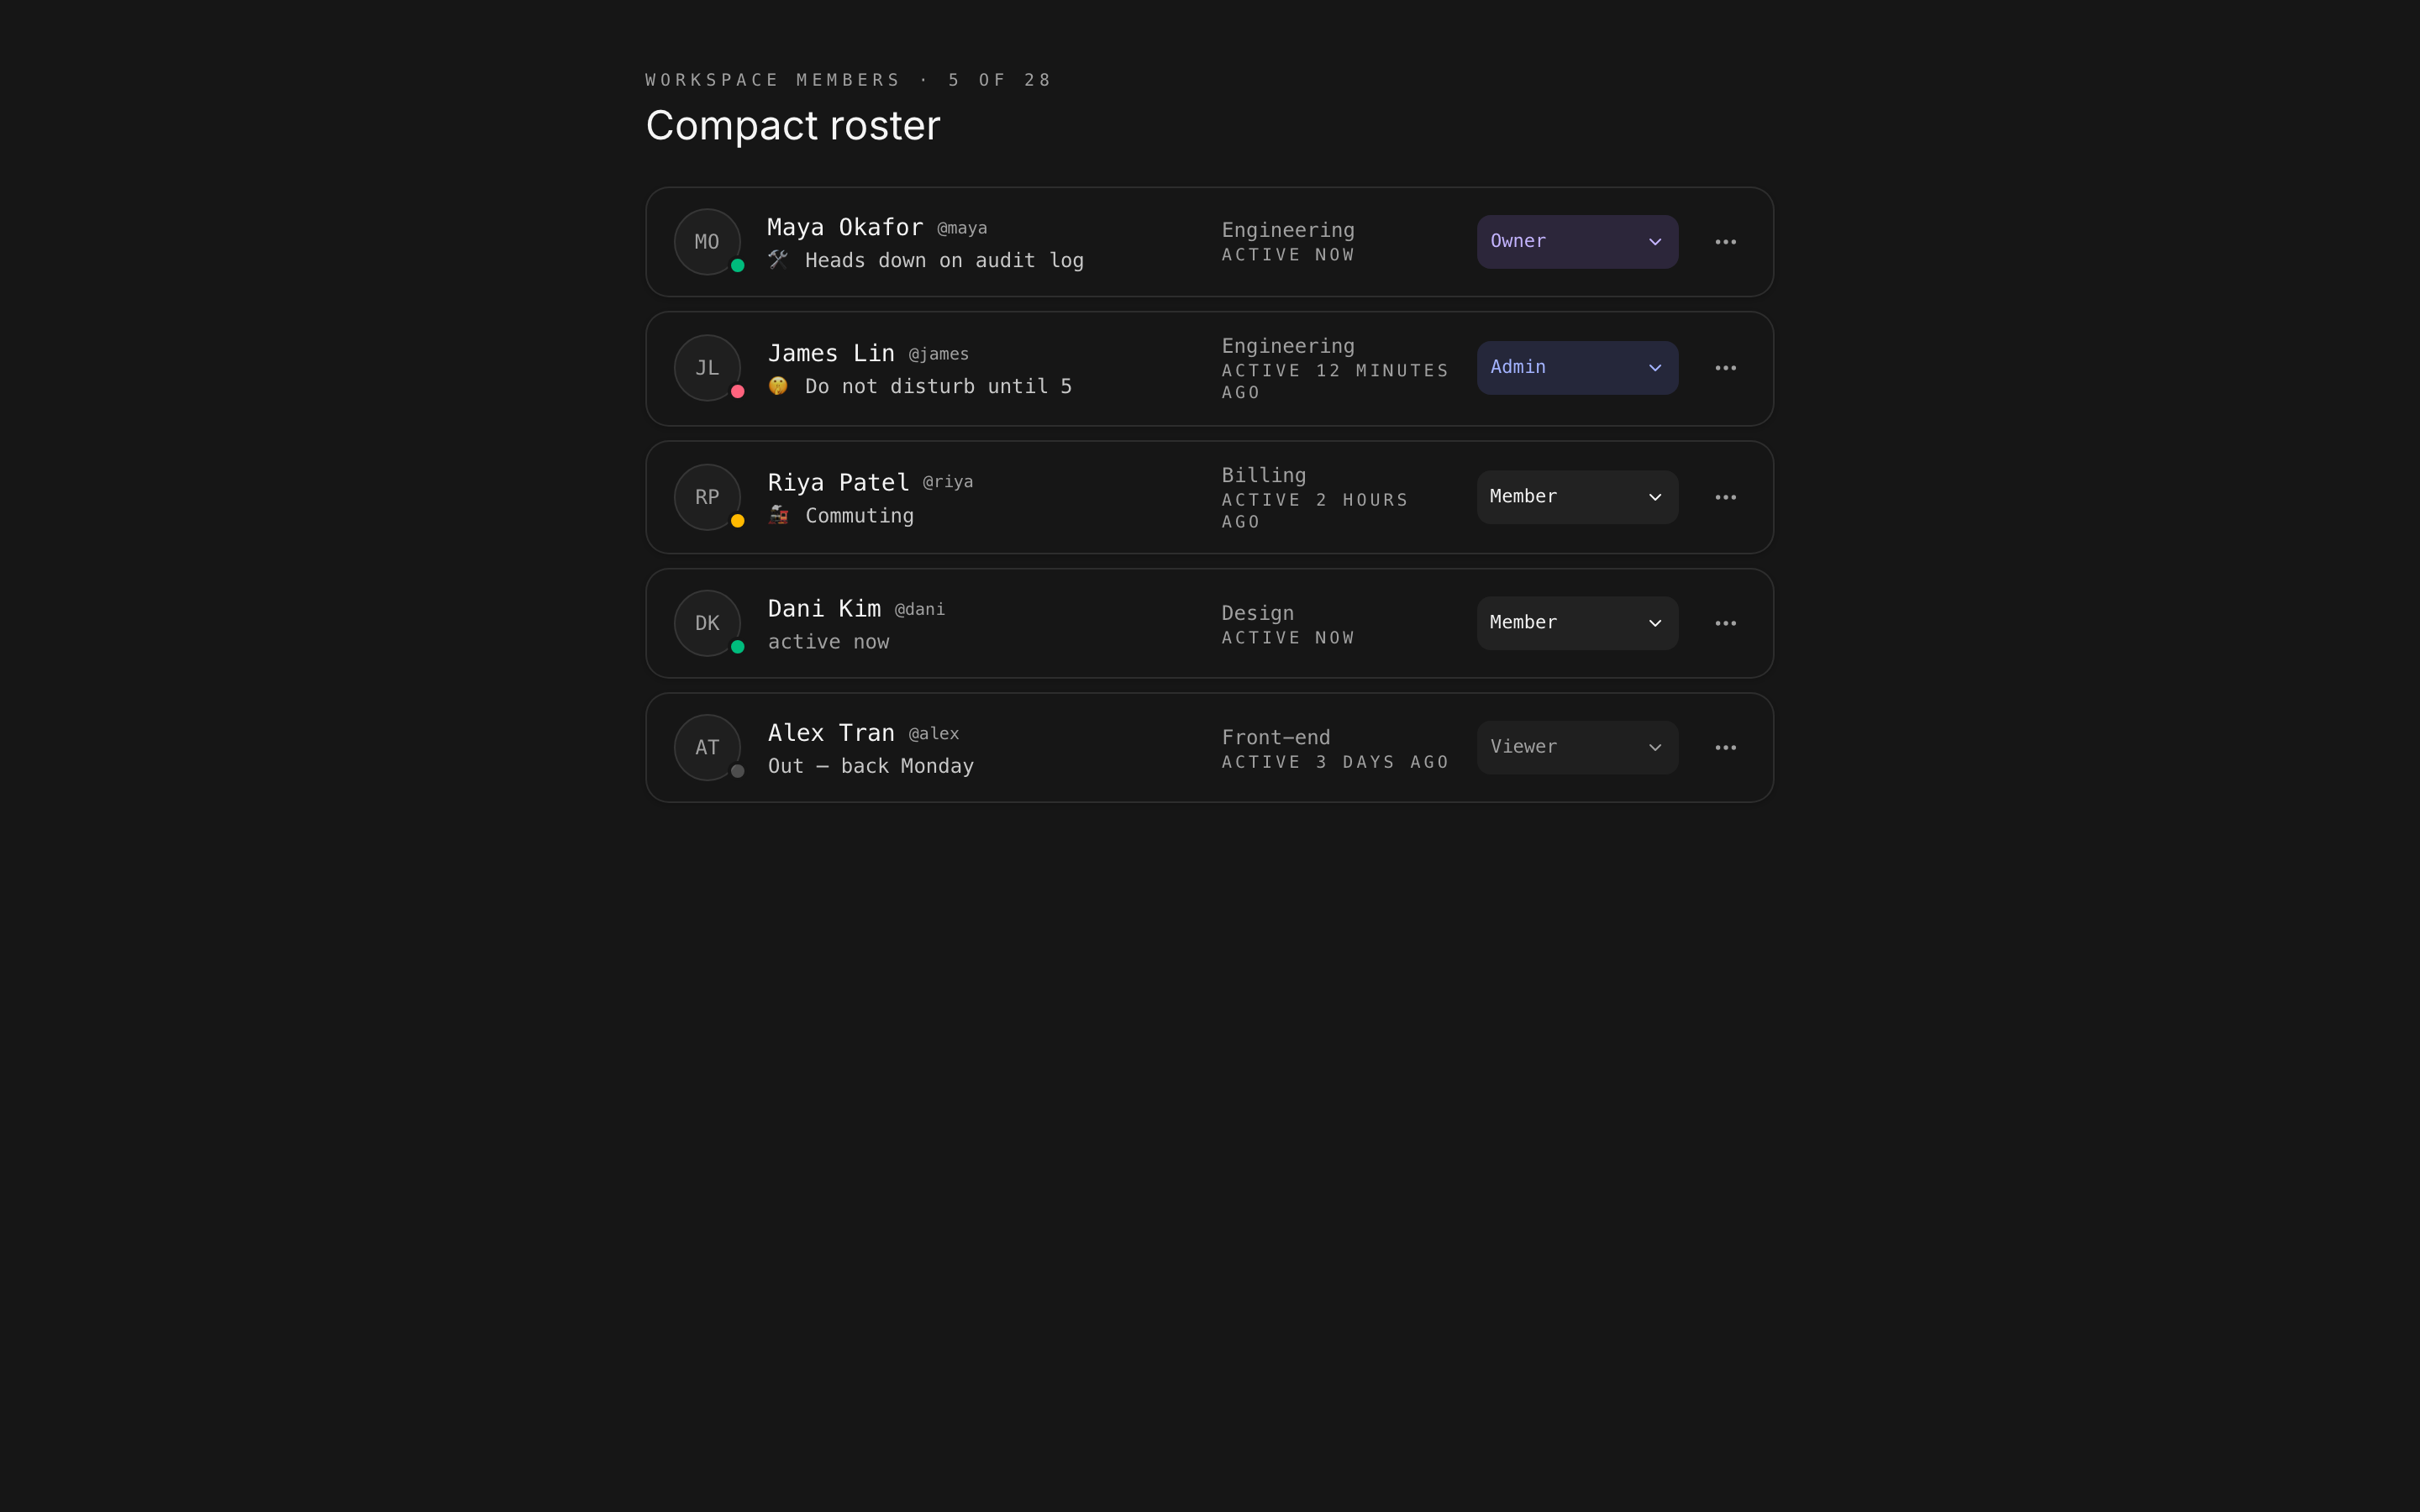 WORKSPACE MEMBERS · 5 OF 28
Compact roster
MO
Maya Okafor @maya
🛠 Heads down on audit log
Engineering
ACTIVE NOW
Owner
JL
James Lin @james
🤫 Do not disturb until 5
Engineering
ACTIVE 12 MINUTES
AGO
Admin
RP
Riya Patel @riya
🚂 Commuting
Billing
ACTIVE 2 HOURS
AGO
Member
DK
Dani Kim @dani
active now
Design
ACTIVE NOW
Member
AT
Alex Tran @alex
Out — back Monday
Front-end
ACTIVE 3 DAYS AGO
Viewer